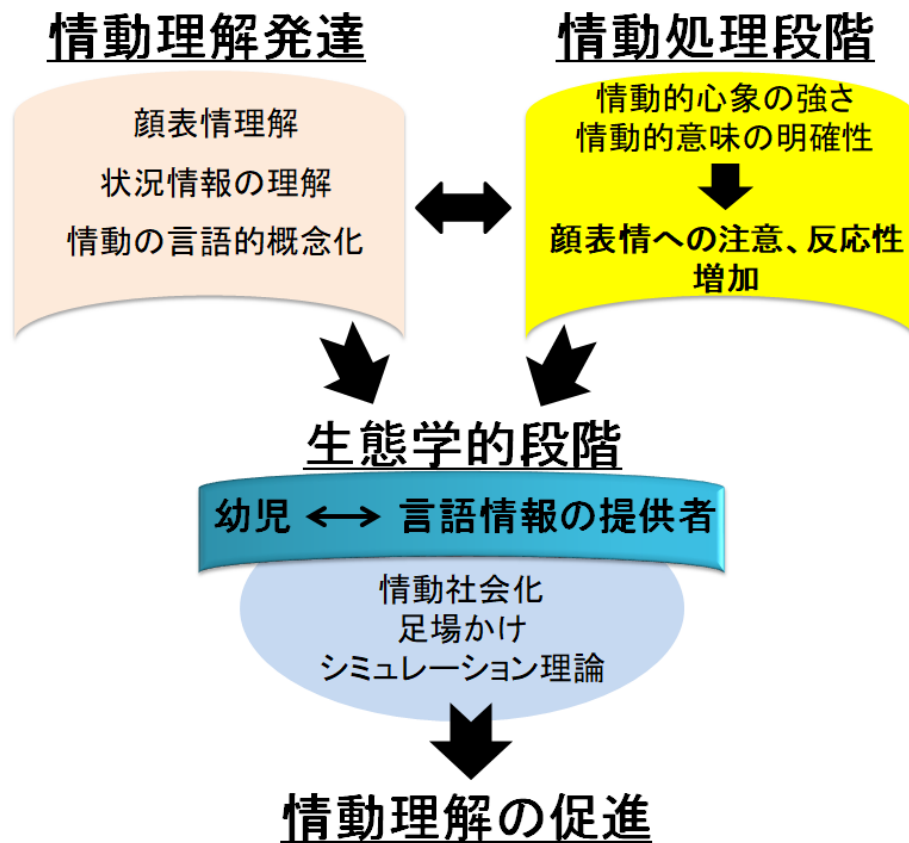 情動理解発達
顔表情理解
状況情報の理解
情動の言語的概念化
情動処理段階
情動的心象の強さ
情動的意味の明確性
顔表情への注意、反応性
増加
生態学的段階
幼児 ⟷ 言語情報の提供者
情動社会化
足場かけ
シミュレーション理論
情動理解の促進